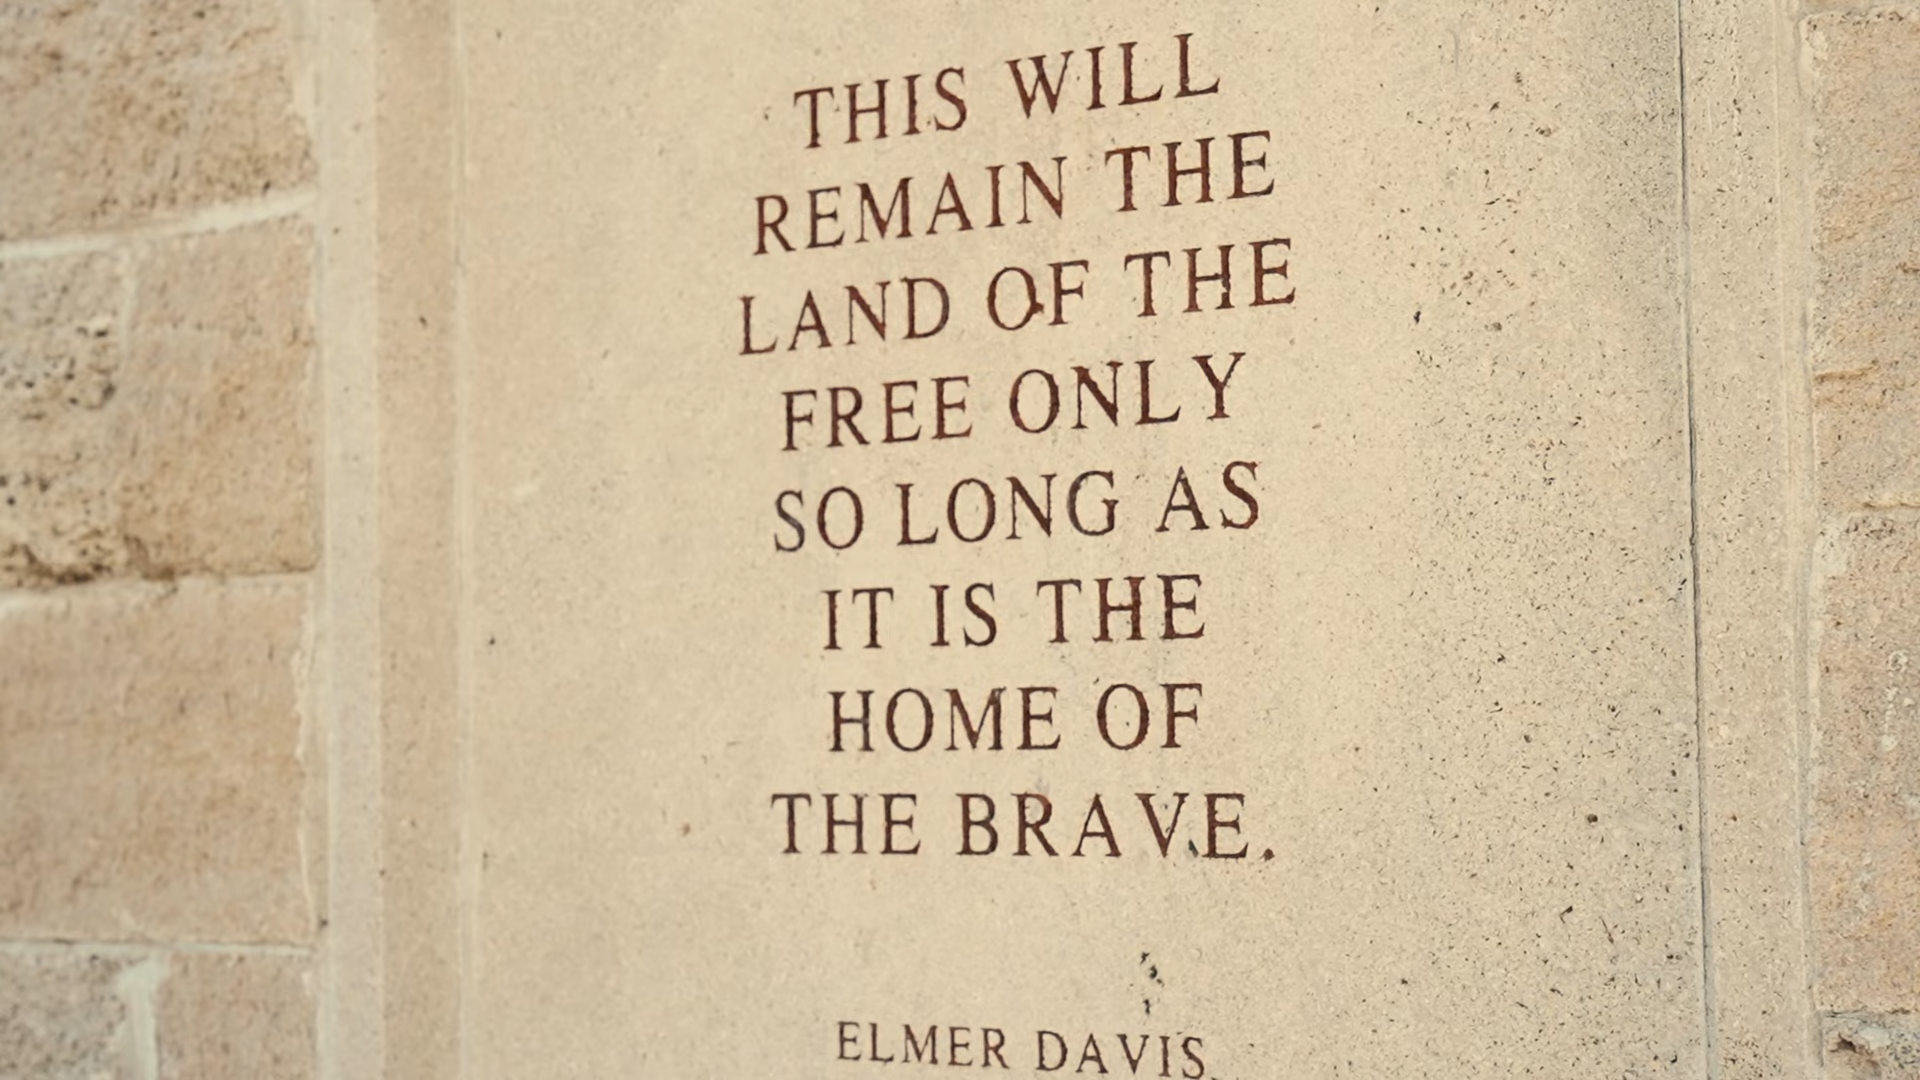 THIS WILL
REMAIN THE
LAND OF THE
FREE ONLY
SO LONG AS
IT IS THE
HOME OF
THE BRAVE.
ELMER DAVIS